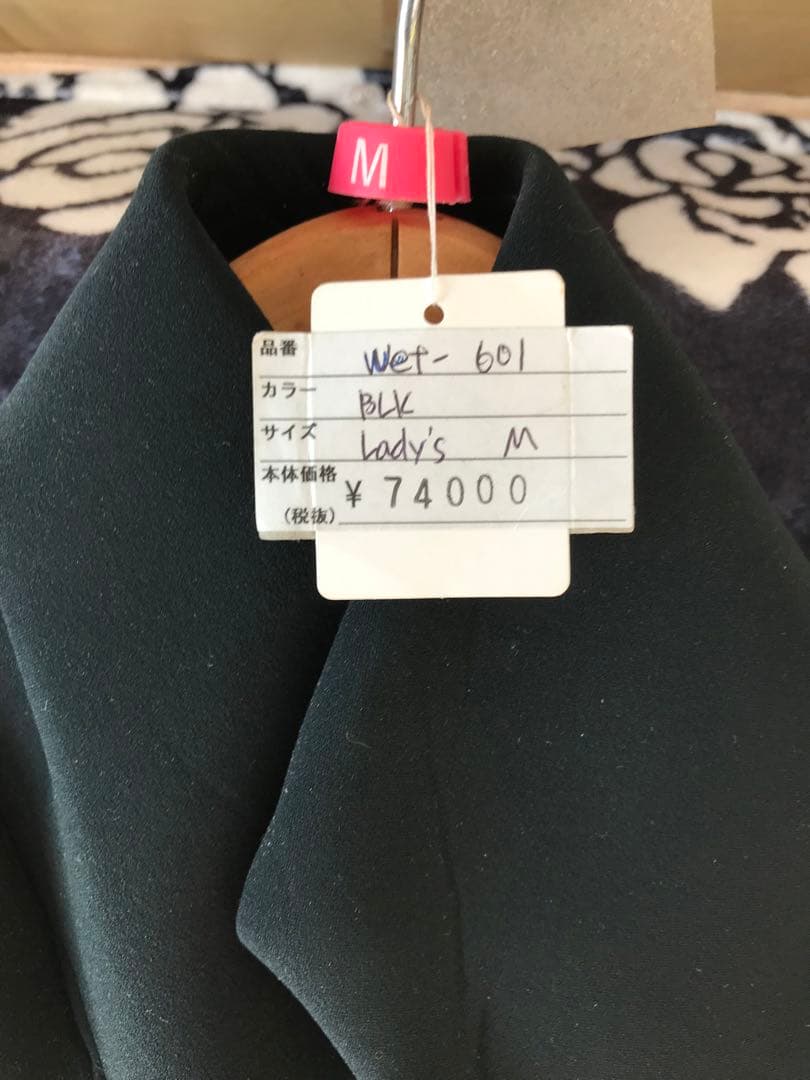 M
品番 Wet- 601
カラー BLK
サイズ Lady's M
本体価格 ¥ 74000
(税抜)